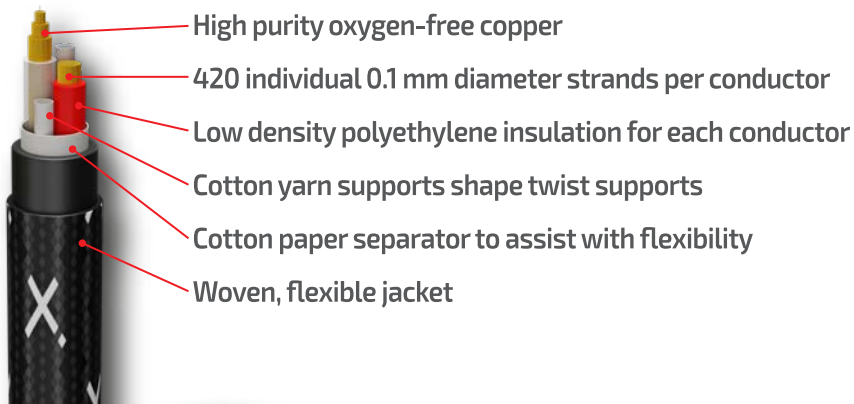 High purity oxygen-free copper
420 individual 0.1 mm diameter strands per conductor
Low density polyethylene insulation for each conductor
Cotton yarn supports shape twist supports
Cotton paper separator to assist with flexibility
Woven, flexible jacket
X.